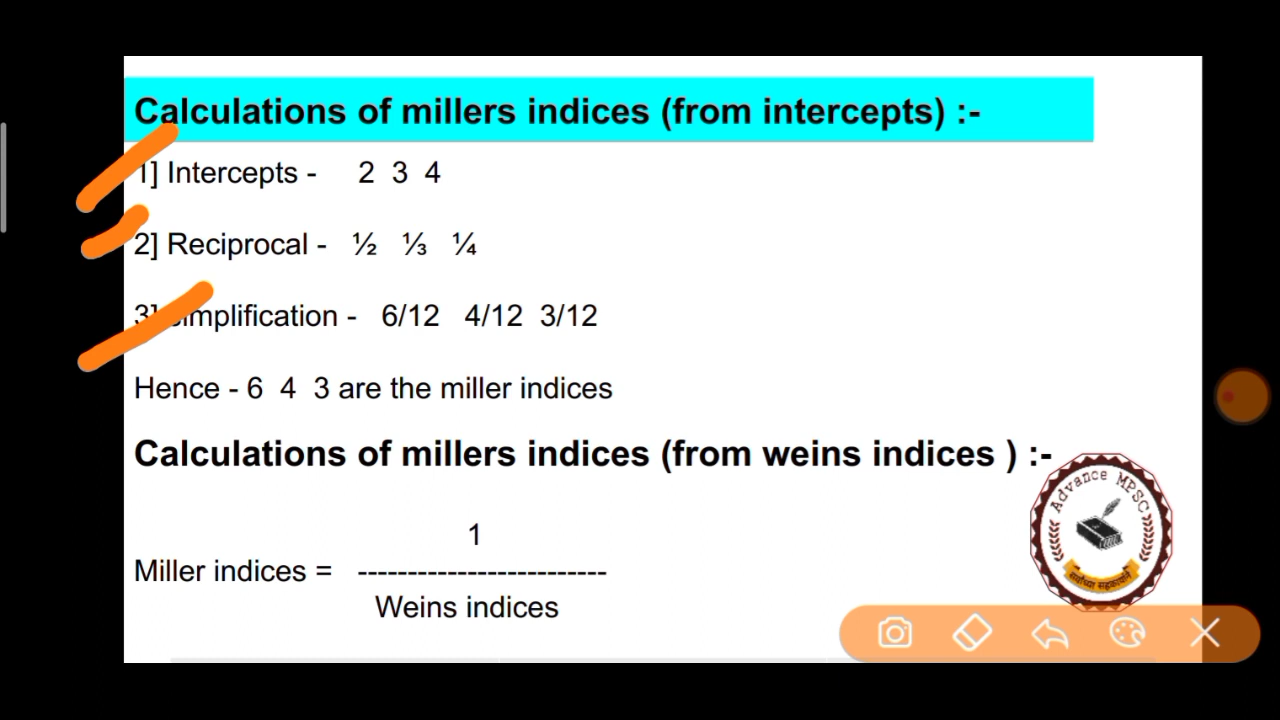 Calculations of millers indices (from intercepts) :-
1] Intercepts - 2 3 4
2] Reciprocal - ½ ⅓ ¼
3] simplification - 6/12 4/12 3/12
Hence - 6 4 3 are the miller indices
Calculations of millers indices (from weins indices ) :-
1
Miller indices = -------------------------
Weins indices
Advance MPSC